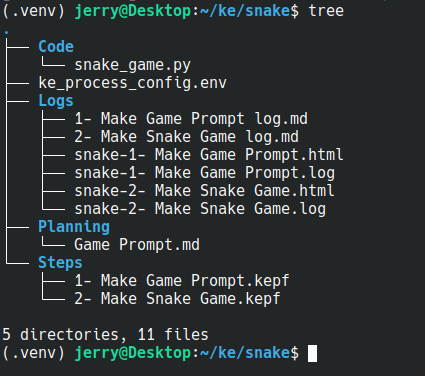 (.venv) jerry@Desktop:~/ke/snake$ tree
.
├── Code
│   └── snake_game.py
├── ke_process_config.env
├── Logs
│   ├── 1- Make Game Prompt log.md
│   ├── 2- Make Snake Game log.md
│   ├── snake-1- Make Game Prompt.html
│   ├── snake-1- Make Game Prompt.log
│   ├── snake-2- Make Snake Game.html
│   └── snake-2- Make Snake Game.log
├── Planning
│   └── Game Prompt.md
└── Steps
    ├── 1- Make Game Prompt.kepf
    └── 2- Make Snake Game.kepf

5 directories, 11 files
(.venv) jerry@Desktop:~/ke/snake$